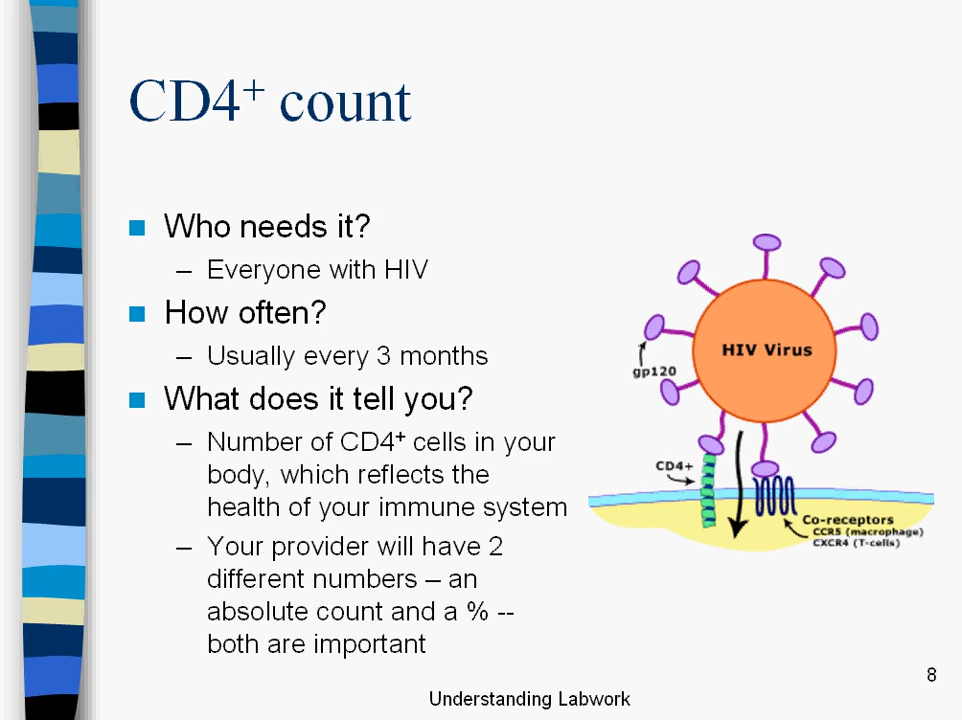 CD4+ count
Who needs it?
– Everyone with HIV
How often?
– Usually every 3 months
What does it tell you?
– Number of CD4+ cells in your
body, which reflects the
health of your immune system
– Your provider will have 2
different numbers – an
absolute count and a % --
both are important
HIV Virus
gp120
CD4+
Co-receptors
CCR5 (macrophage)
CXCR4 (T-cells)
8
Understanding Labwork